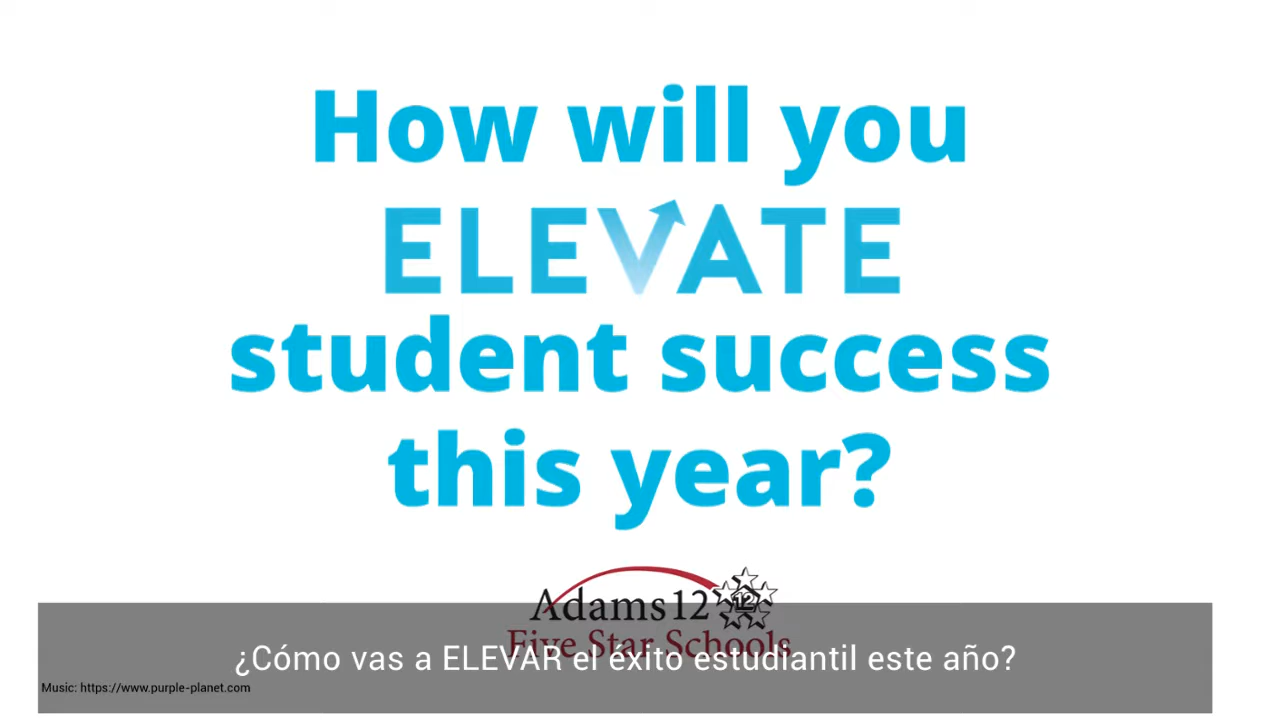 How will you
ELEVATE
student success
this year?
Adams12
12
Five Star Schools
¿Cómo vas a ELEVAR el éxito estudiantil este año?
Music: https://www.purple-planet.com